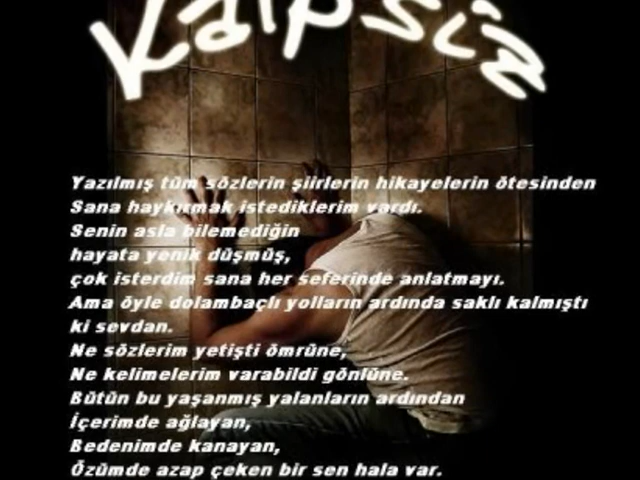 Kalpsiz
Yazılmış tüm sözlerin şiirlerin hikayelerin ötesinden
Sana haykırmak istediklerim vardı.
Senin asla bilemediğin
hayata yenik düşmüş,
çok isterdim sana her seferinde anlatmayı.
Ama öyle dolambaçlı yolların ardında saklı kalmıştı
ki sevdan.
Ne sözlerim yetişti ömrüne,
Ne kelimelerim varabildi gönlüne.
Bütün bu yaşanmış yalanların ardından
İçerimde ağlayan,
Bedenimde kanayan,
Özümde azap çeken bir sen hala var.